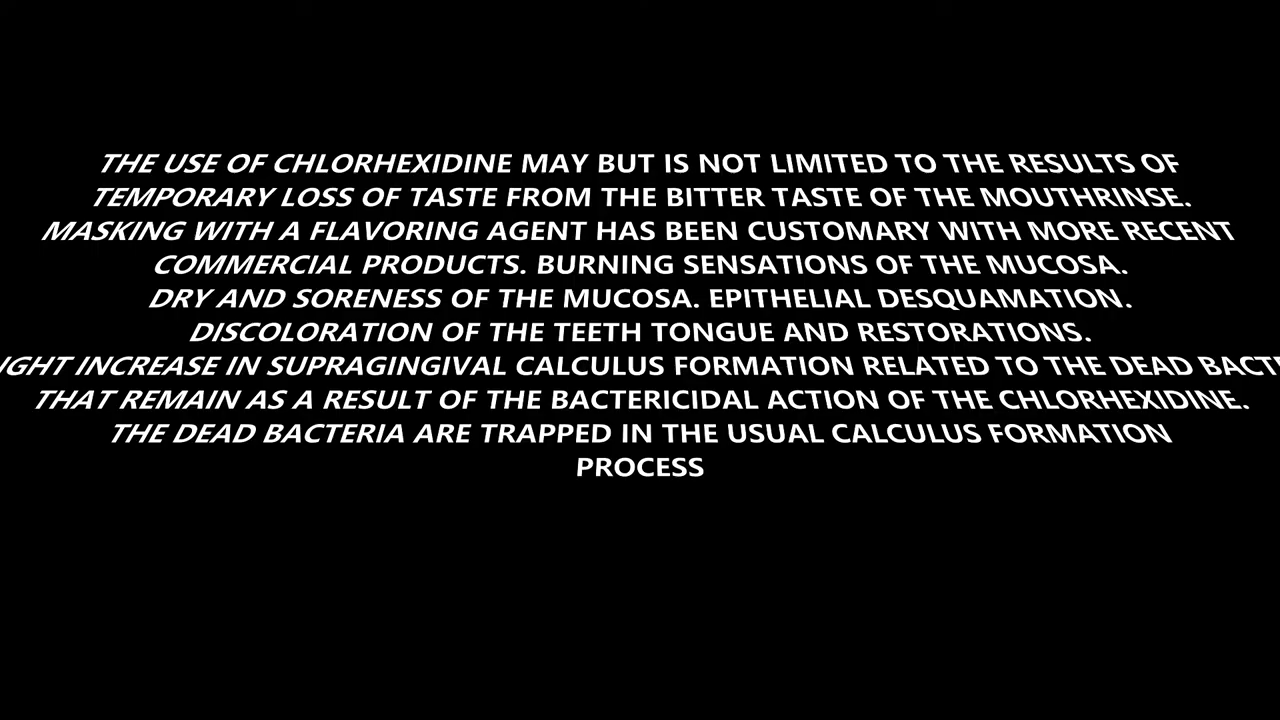 THE USE OF CHLORHEXIDINE MAY BUT IS NOT LIMITED TO THE RESULTS OF
TEMPORARY LOSS OF TASTE FROM THE BITTER TASTE OF THE MOUTHRINSE.
MASKING WITH A FLAVORING AGENT HAS BEEN CUSTOMARY WITH MORE RECENT
COMMERCIAL PRODUCTS. BURNING SENSATIONS OF THE MUCOSA.
DRY AND SORENESS OF THE MUCOSA. EPITHELIAL DESQUAMATION.
DISCOLORATION OF THE TEETH TONGUE AND RESTORATIONS.
INCREASE IN SUPRAGINGIVAL CALCULUS FORMATION RELATED TO THE DEAD
THAT REMAIN AS A RESULT OF THE BACTERICIDAL ACTION OF THE CHLORHEXIDINE.
THE DEAD BACTERIA ARE TRAPPED IN THE USUAL CALCULUS FORMATION
PROCESS